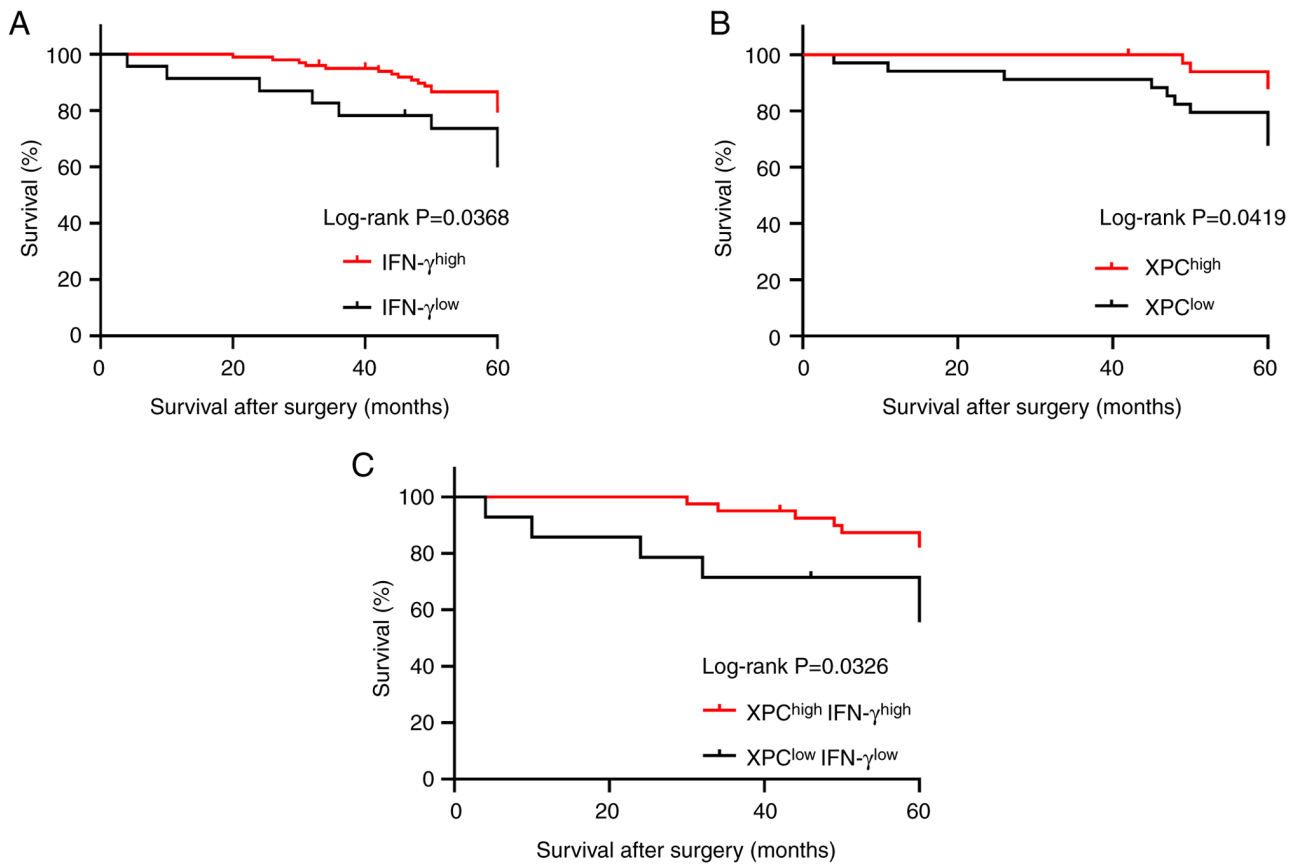 A
100
80
60
40
20
0
Survival (%)
Log-rank P=0.0368
IFN-γhigh
IFN-γlow
0 20 40 60
Survival after surgery (months)
B
100
80
60
40
20
0
Survival (%)
Log-rank P=0.0419
XPChigh
XPClow
0 20 40 60
Survival after surgery (months)
C
100
80
60
40
20
0
Survival (%)
Log-rank P=0.0326
XPChigh IFN-γhigh
XPClow IFN-γlow
0 20 40 60
Survival after surgery (months)